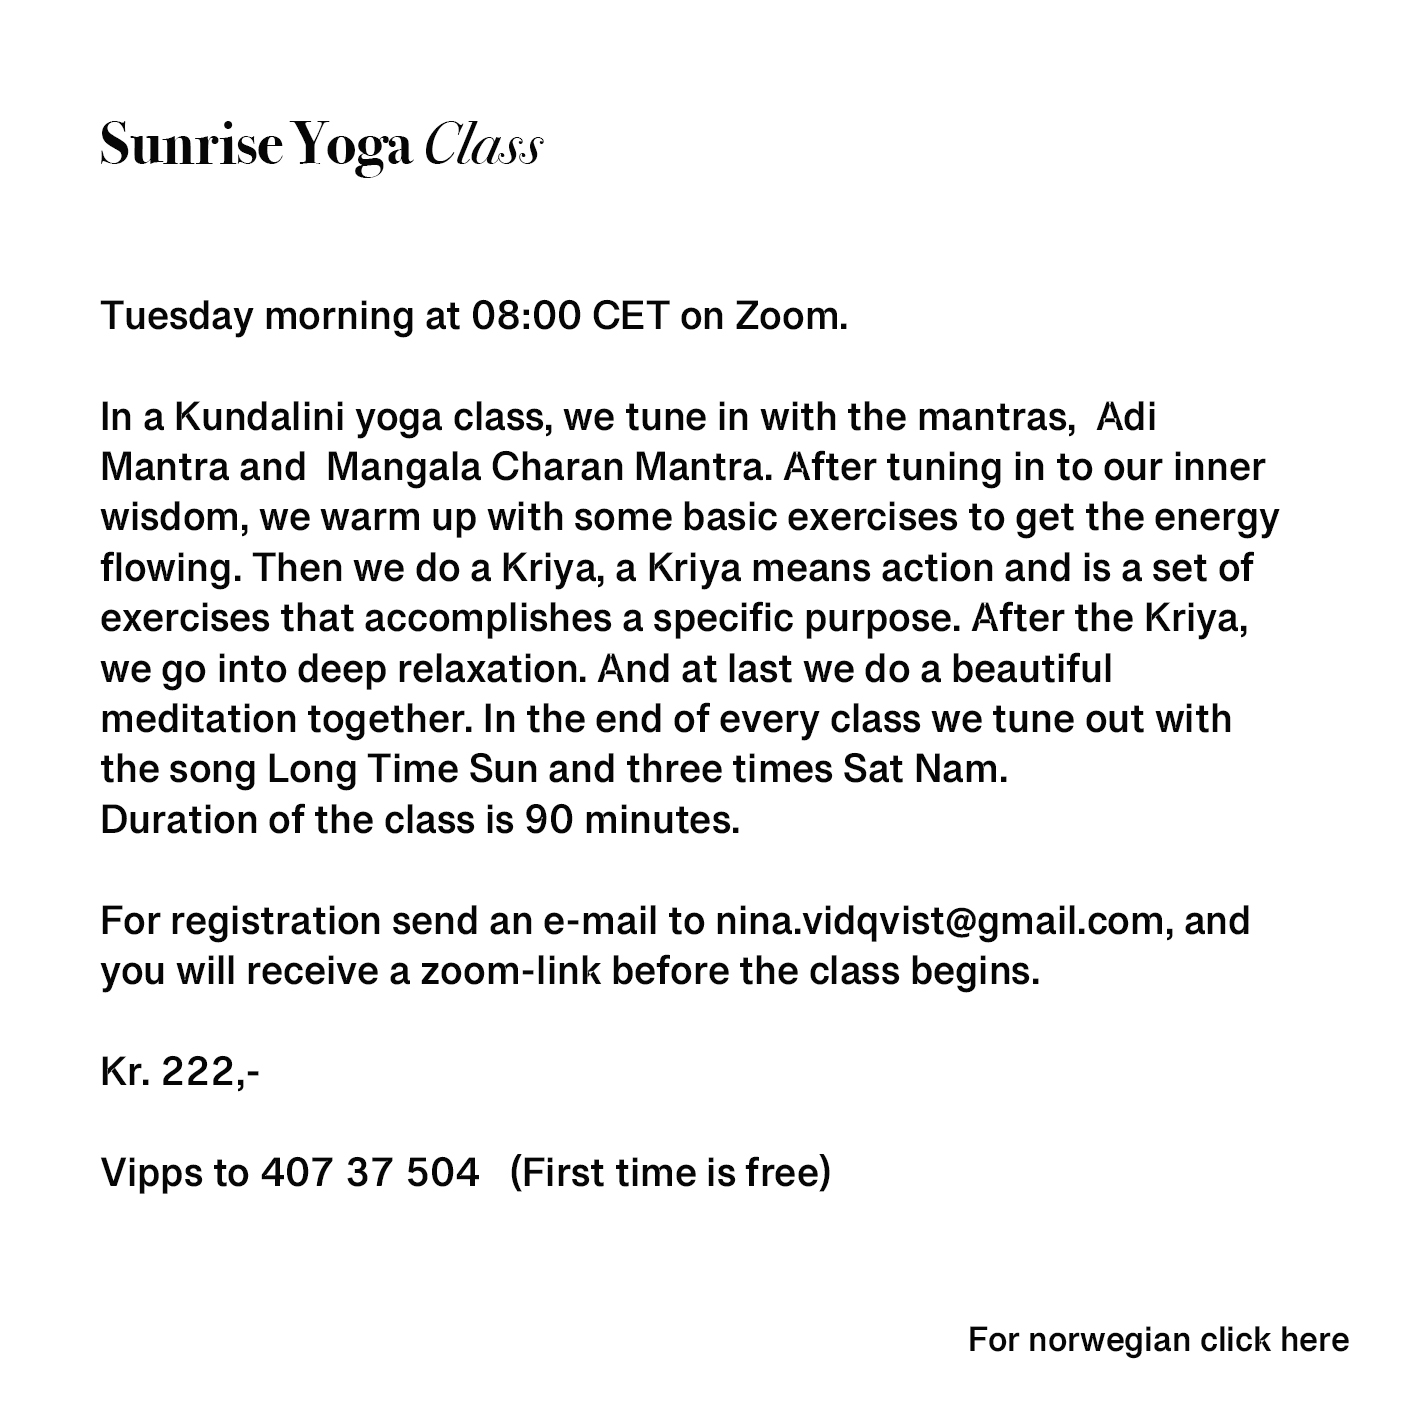 Sunrise Yoga Class
Tuesday morning at 08:00 CET on Zoom.
In a Kundalini yoga class, we tune in with the mantras,  Adi
Mantra and  Mangala Charan Mantra. After tuning in to our inner
wisdom, we warm up with some basic exercises to get the energy
flowing. Then we do a Kriya, a Kriya means action and is a set of
exercises that accomplishes a specific purpose. After the Kriya,
we go into deep relaxation. And at last we do a beautiful
meditation together. In the end of every class we tune out with
the song Long Time Sun and three times Sat Nam.
Duration of the class is 90 minutes.
For registration send an e-mail to nina.vidqvist@gmail.com, and
you will receive a zoom-link before the class begins.
Kr. 222,-
Vipps to 407 37 504   (First time is free)
For norwegian click here